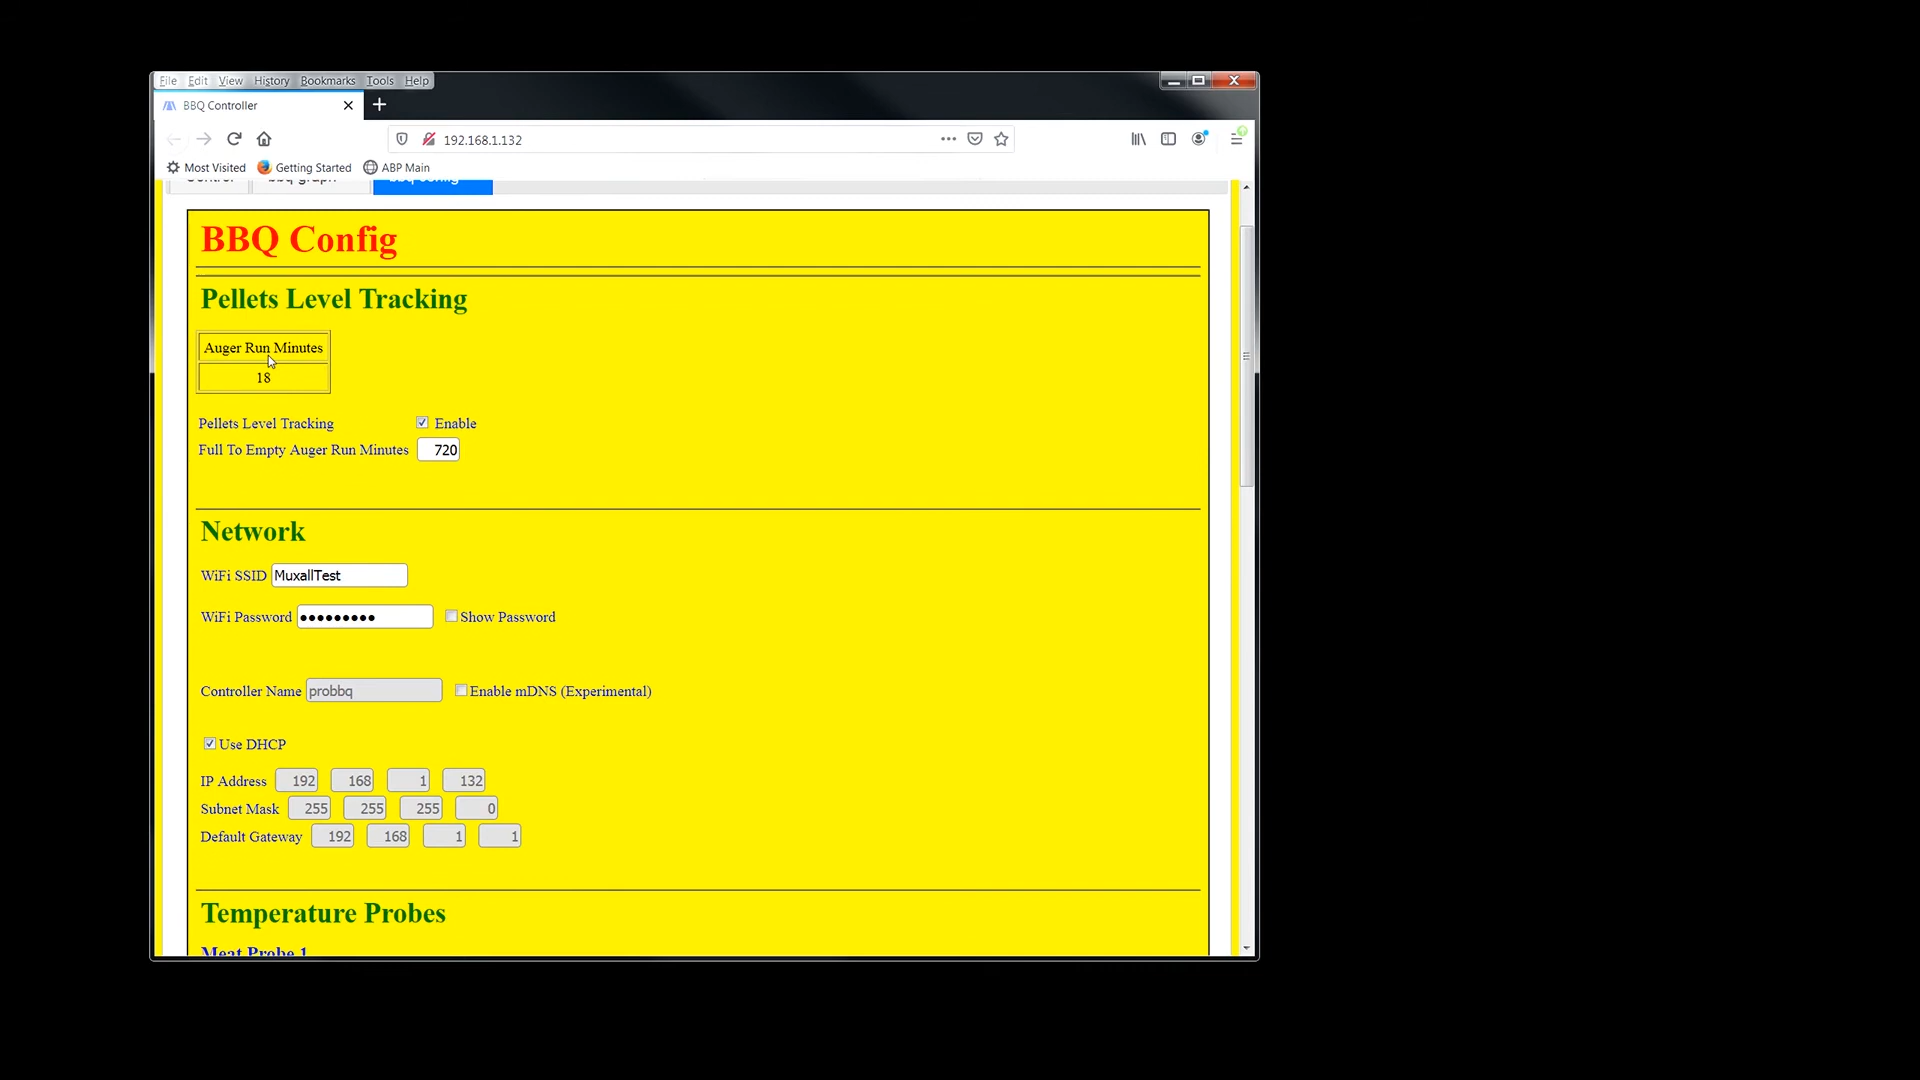 File Edit View History Bookmarks Tools Help
BBQ Controller
192.168.1.132
Most Visited Getting Started ABP Main
BBQ Config
Pellets Level Tracking
Auger Run Minutes
18
Pellets Level Tracking Enable
Full To Empty Auger Run Minutes 720
Network
WiFi SSID MuxallTest
WiFi Password ●●●●●●●●● Show Password
Controller Name probbq Enable mDNS (Experimental)
Use DHCP
IP Address 192 168 1 132
Subnet Mask 255 255 255 0
Default Gateway 192 168 1 1
Temperature Probes
Meat Probe 1